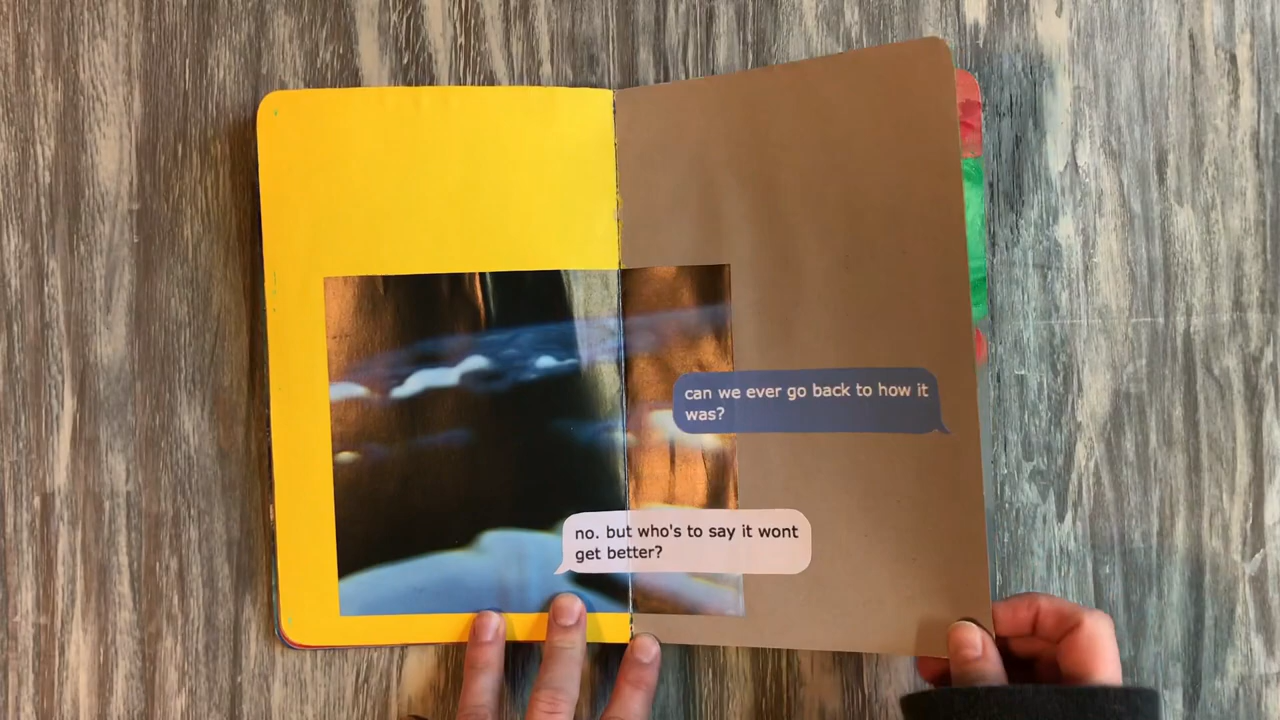 can we ever go back to how it
was?
no. but who's to say it wont
get better?